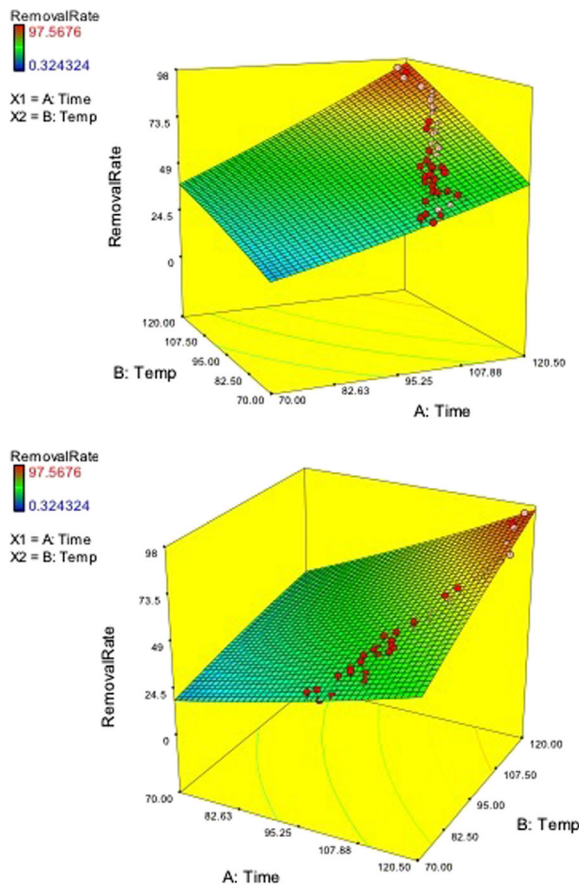 RemovalRate
97.5676
0.324324
X1 = A: Time
X2 = B: Temp
98
73.5
49
24.5
0
RemovalRate
120.00
107.50
95.00
82.50
70.00
B: Temp
70.00
82.63
95.25
107.88
120.50
A: Time
RemovalRate
97.5676
0.324324
X1 = A: Time
X2 = B: Temp
98
73.5
49
24.5
0
RemovalRate
70.00
82.63
95.25
107.88
120.50
A: Time
120.00
107.50
95.00
82.50
70.00
B: Temp